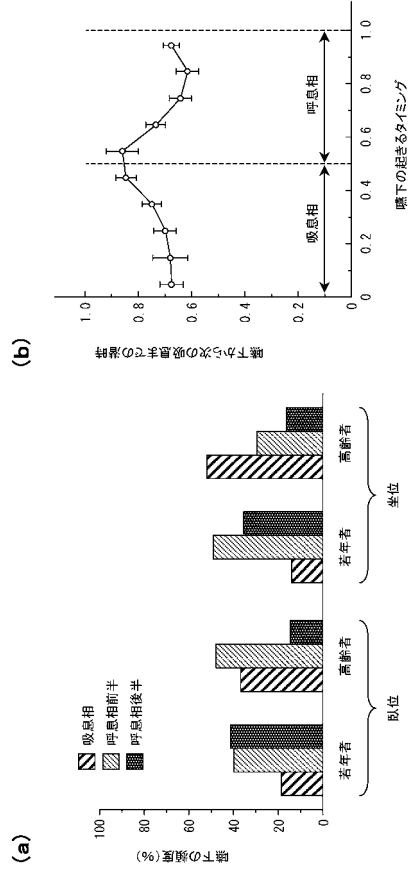 (a)
嚥下の頻度(%)
100
80
60
40
20
0
吸息相
呼息相前半
呼息相後半
若年者
高齢者
若年者
高齢者
臥位
坐位
(b)
嚥下から次の吸息までの潜時
1.0
0.8
0.6
0.4
0.2
0
吸息相
呼息相
0
0.2
0.4
0.6
0.8
1.0
嚥下の起きるタイミング